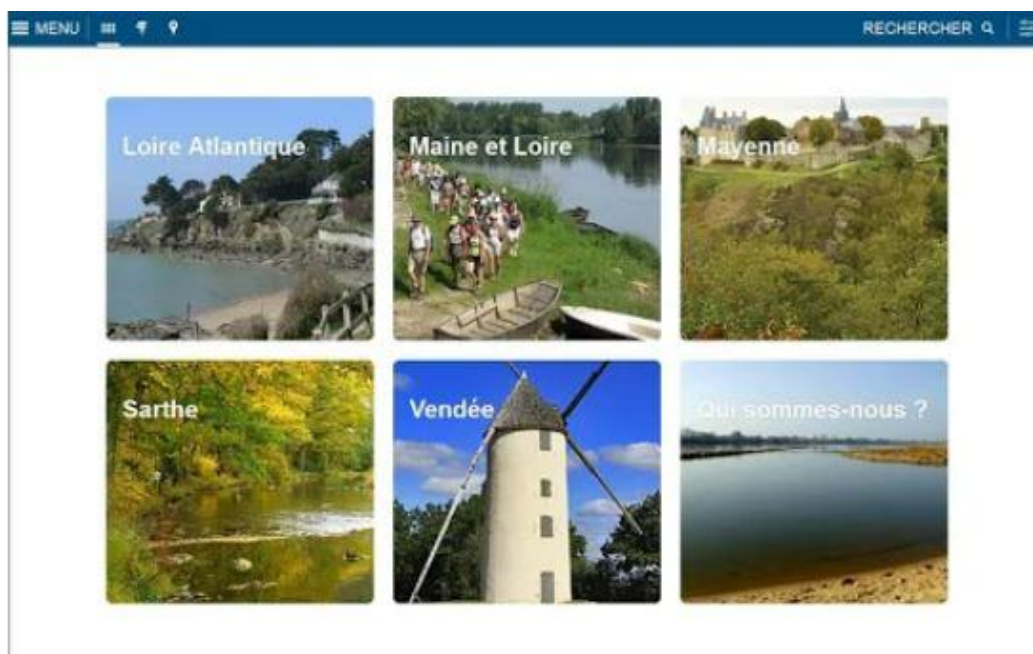 MENU
RECHERCHER
Loire Atlantique
Maine et Loire
Mayenne
Sarthe
Vendée
Qui sommes-nous ?